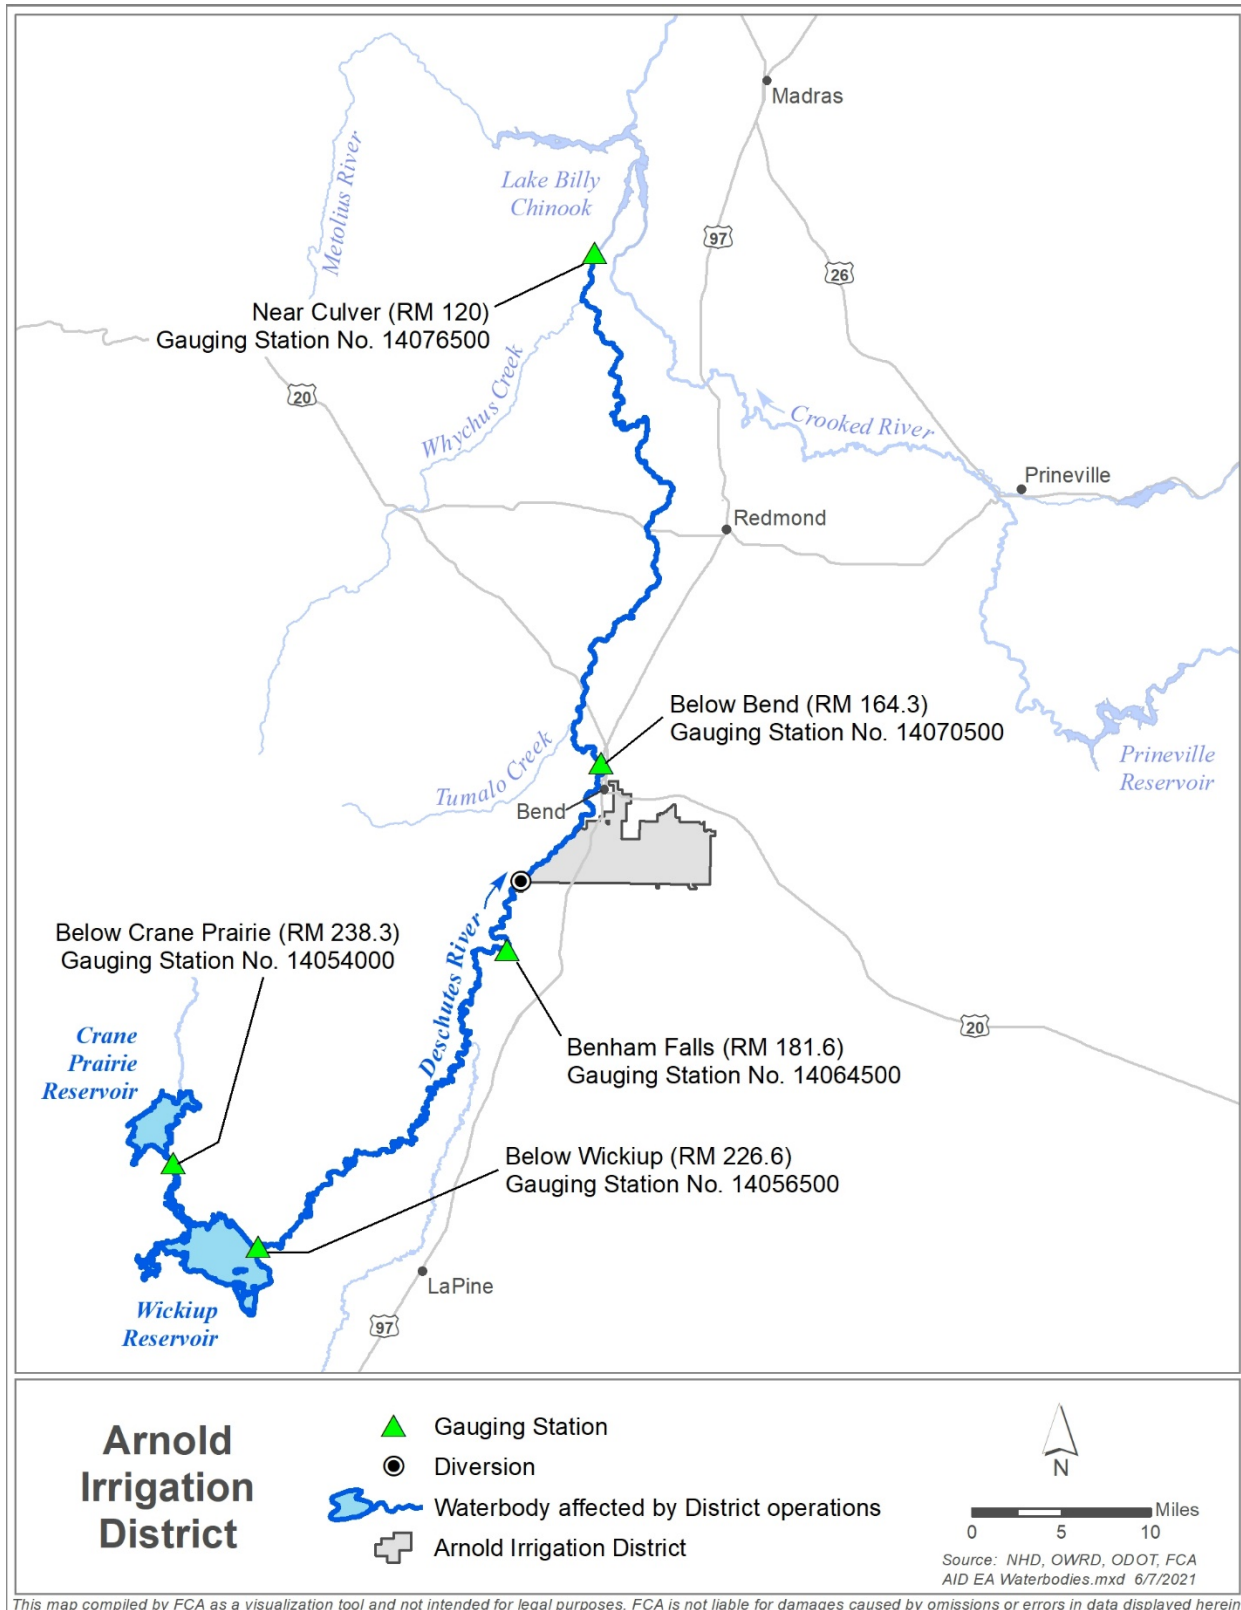 Madras
Metolius River
Lake Billy
Chinook
97
26
Near Culver (RM 120)
Gauging Station No. 14076500
20
Whychus Creek
Crooked River
Prineville
Redmond
Below Bend (RM 164.3)
Gauging Station No. 14070500
Tumalo Creek
Prineville
Reservoir
Bend
Deschutes River
Below Crane Prairie (RM 238.3)
Gauging Station No. 14054000
20
Crane
Prairie
Reservoir
Benham Falls (RM 181.6)
Gauging Station No. 14064500
Below Wickiup (RM 226.6)
Gauging Station No. 14056500
LaPine
Wickiup
Reservoir
97
Arnold
Irrigation
District
Gauging Station
Diversion
Waterbody affected by District operations
Arnold Irrigation District
N
Miles
0 5 10
Source: NHD, OWRD, ODOT, FCA
AID EA Waterbodies.mxd 6/7/2021
This map compiled by FCA as a visualization tool and not intended for legal purposes. FCA is not liable for damages caused by omissions or errors in data displayed herein